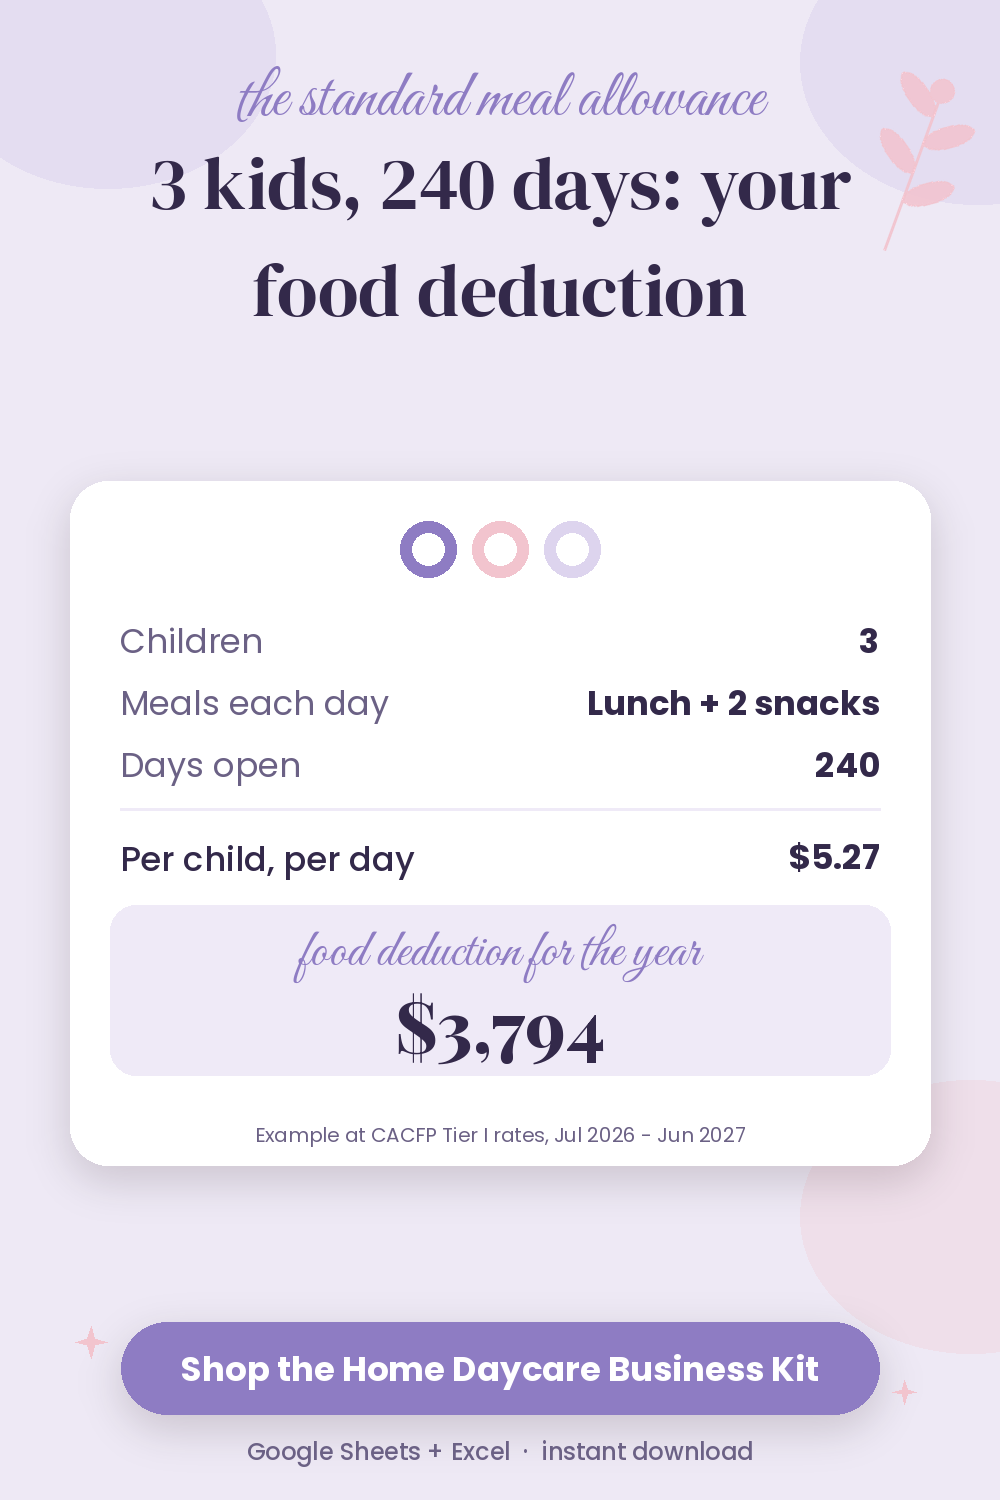 the standard meal allowance
3 kids, 240 days: your
food deduction
Children 3
Meals each day Lunch + 2 snacks
Days open 240
Per child, per day $5.27
food deduction for the year
$3,794
Example at CACFP Tier I rates, Jul 2026 - Jun 2027
Shop the Home Daycare Business Kit
Google Sheets + Excel · instant download